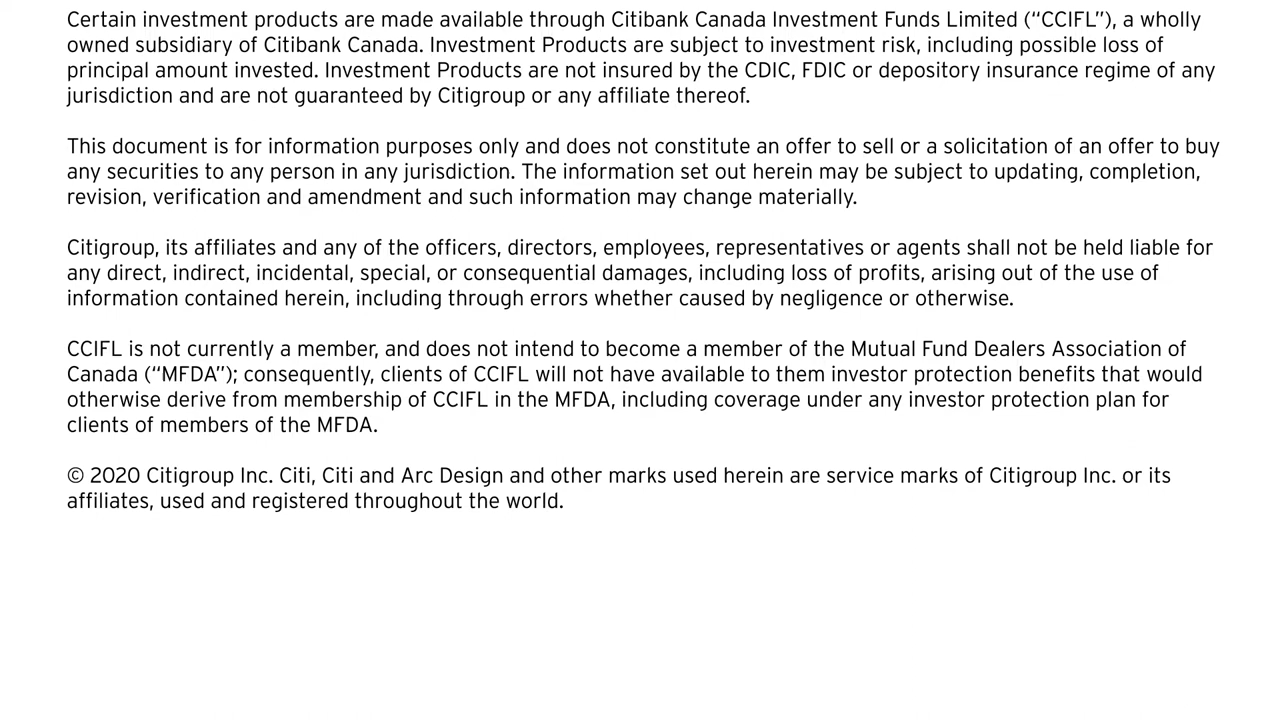 Certain investment products are made available through Citibank Canada Investment Funds Limited (“CCIFL”), a wholly
owned subsidiary of Citibank Canada. Investment Products are subject to investment risk, including possible loss of
principal amount invested. Investment Products are not insured by the CDIC, FDIC or depository insurance regime of any
jurisdiction and are not guaranteed by Citigroup or any affiliate thereof.
This document is for information purposes only and does not constitute an offer to sell or a solicitation of an offer to buy
any securities to any person in any jurisdiction. The information set out herein may be subject to updating, completion,
revision, verification and amendment and such information may change materially.
Citigroup, its affiliates and any of the officers, directors, employees, representatives or agents shall not be held liable for
any direct, indirect, incidental, special, or consequential damages, including loss of profits, arising out of the use of
information contained herein, including through errors whether caused by negligence or otherwise.
CCIFL is not currently a member, and does not intend to become a member of the Mutual Fund Dealers Association of
Canada (“MFDA”); consequently, clients of CCIFL will not have available to them investor protection benefits that would
otherwise derive from membership of CCIFL in the MFDA, including coverage under any investor protection plan for
clients of members of the MFDA.
© 2020 Citigroup Inc. Citi, Citi and Arc Design and other marks used herein are service marks of Citigroup Inc. or its
affiliates, used and registered throughout the world.